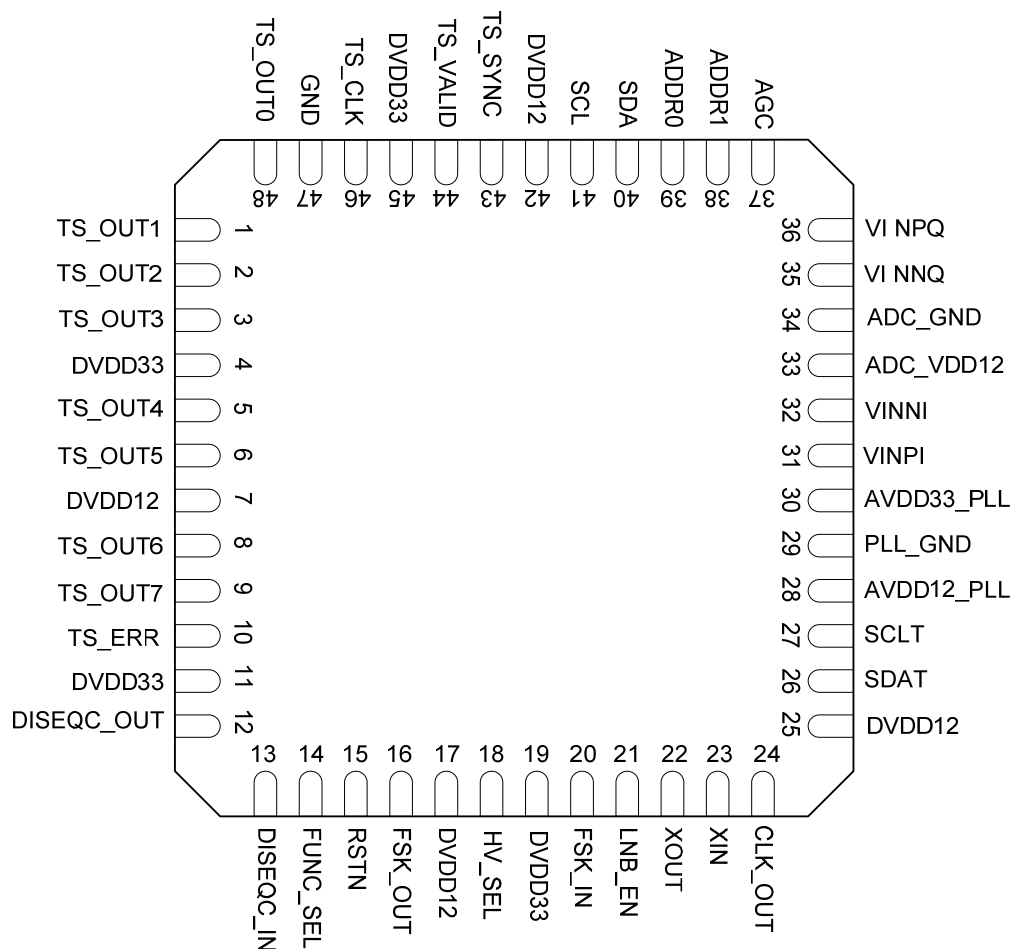 TS_OUT0
GND
TS_CLK
DVDD33
TS_VALID
TS_SYNC
DVDD12
SCL
SDA
ADDR0
ADDR1
AGC
48
47
46
45
44
43
42
41
40
39
38
37
TS_OUT1 1
TS_OUT2 2
TS_OUT3 3
DVDD33 4
TS_OUT4 5
TS_OUT5 6
DVDD12 7
TS_OUT6 8
TS_OUT7 9
TS_ERR 10
DVDD33 11
DISEQC_OUT 12
36 VI NPQ
35 VI NNQ
34 ADC_GND
33 ADC_VDD12
32 VINNI
31 VINPI
30 AVDD33_PLL
29 PLL_GND
28 AVDD12_PLL
27 SCLT
26 SDAT
25 DVDD12
13
14
15
16
17
18
19
20
21
22
23
24
DISEQC_IN
FUNC_SEL
RSTN
FSK_OUT
DVDD12
HV_SEL
DVDD33
FSK_IN
LNB_EN
XOUT
XIN
CLK_OUT